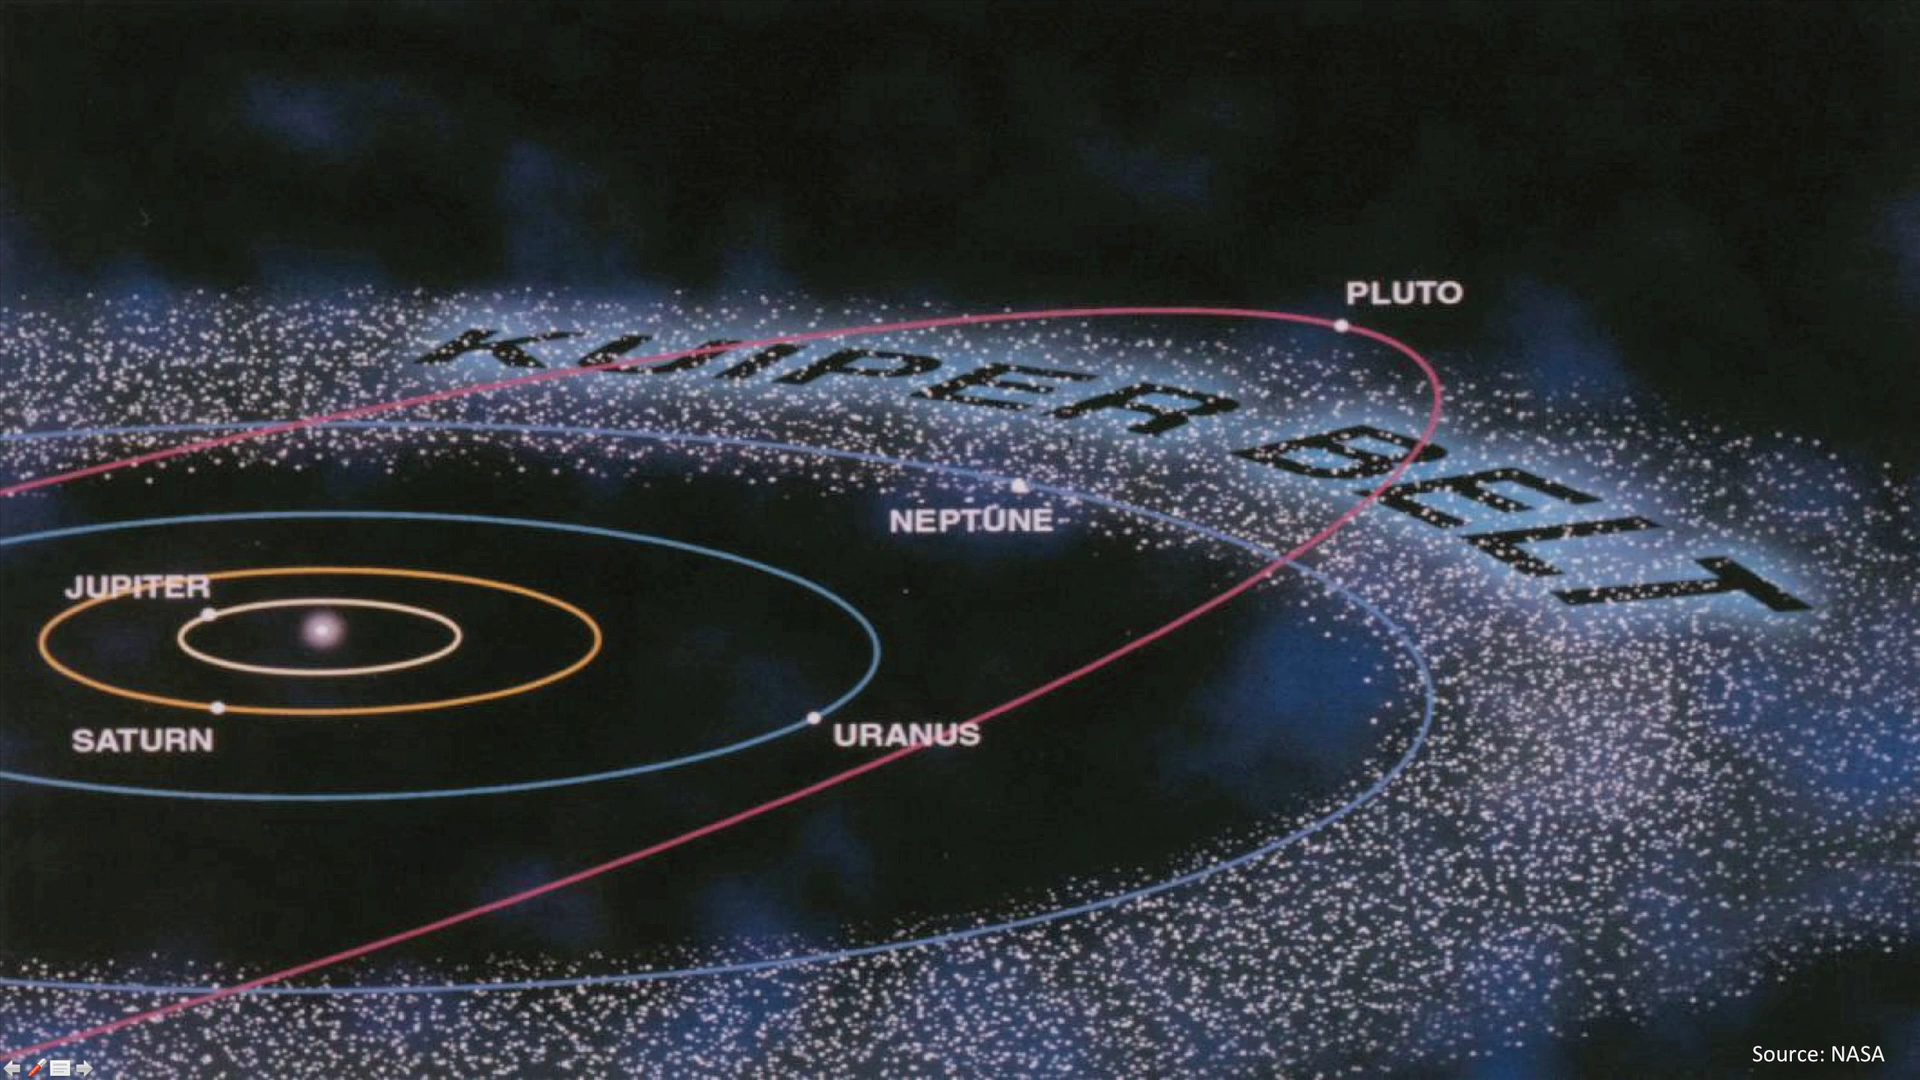 PLUTO
KUIPER BELT
NEPTUNE
JUPITER
URANUS
SATURN
Source: NASA